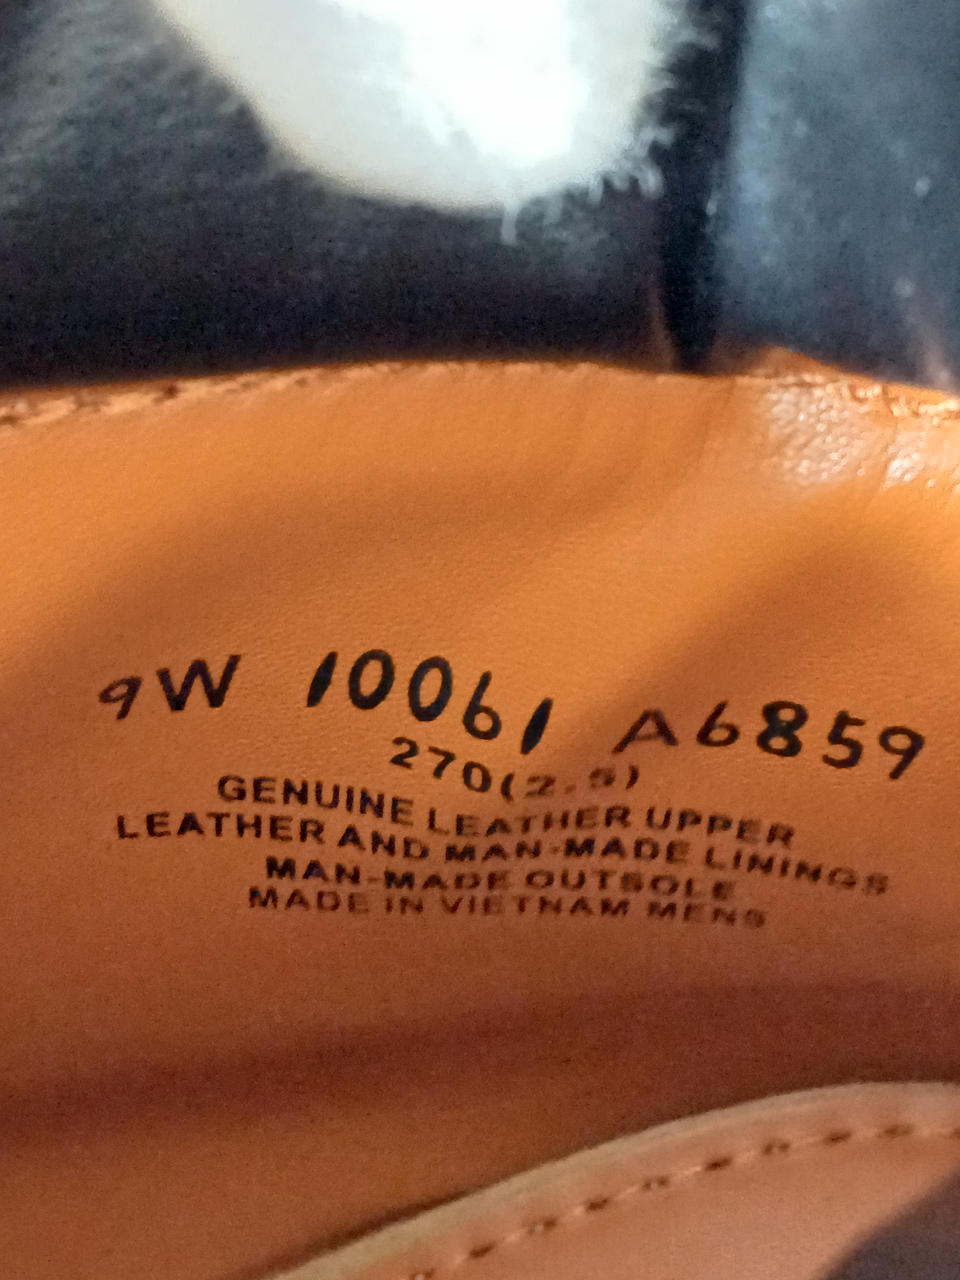 9W 10061 A6859
270(2.5)
GENUINE LEATHER UPPER
LEATHER AND MAN-MADE LININGS
MAN-MADE OUTSOLE
MADE IN VIETNAM MENS